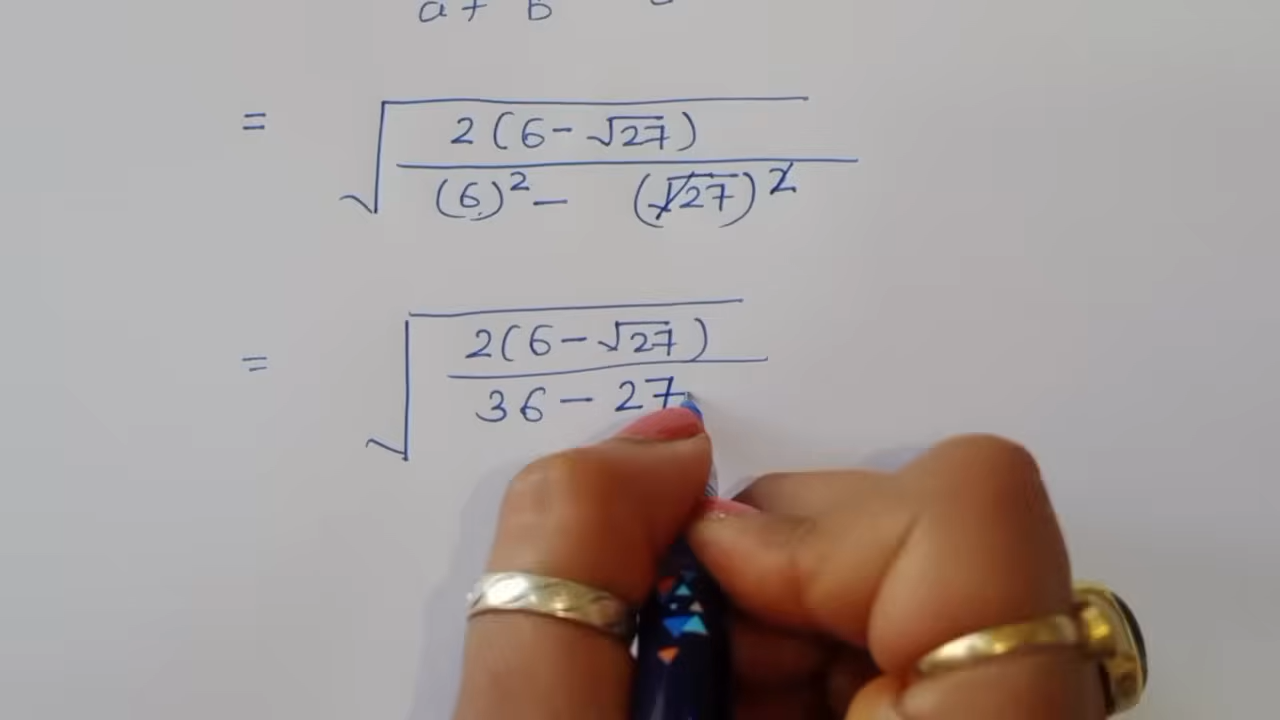 a + b
= √(2(6-√27) / ((6)² - (√27)²))
= √(2(6-√27) / (36-27))